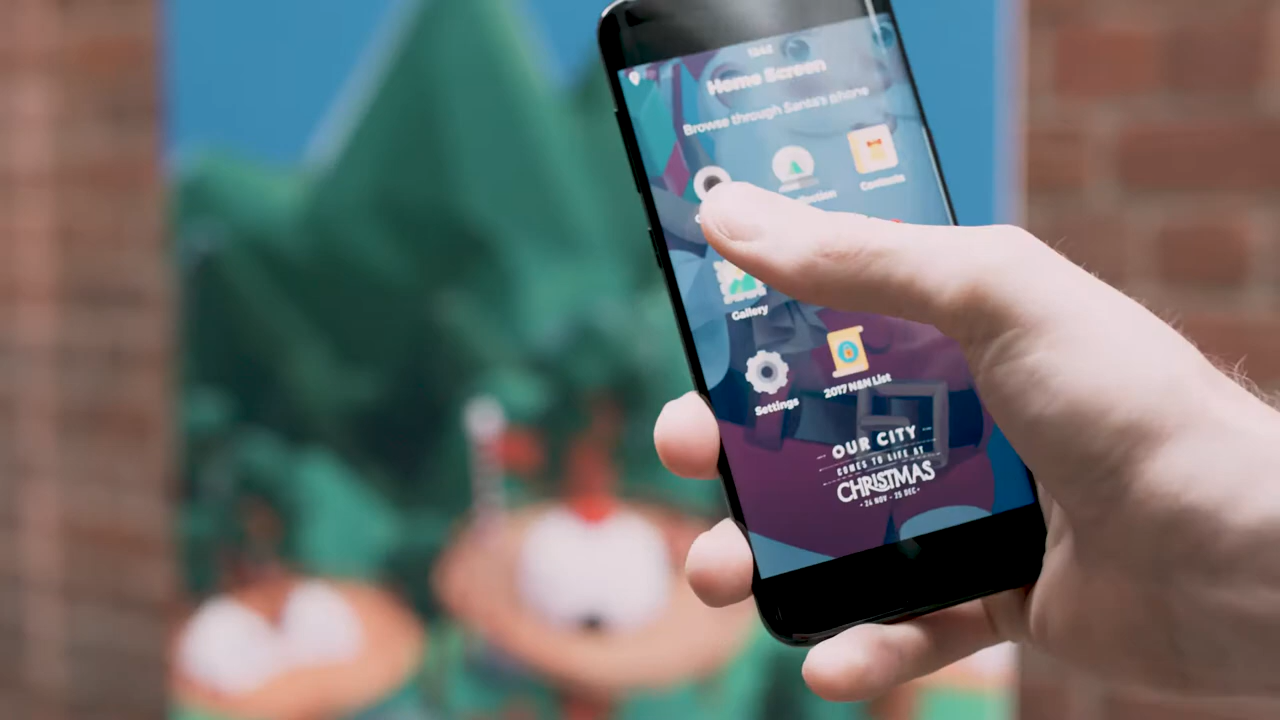 Home Screen
Browse through Santa's phone
Contacts
Gallery
Settings
2017 N&N List
OUR CITY
COMES TO LIFE AT
CHRISTMAS
- 24 NOV - 25 DEC -